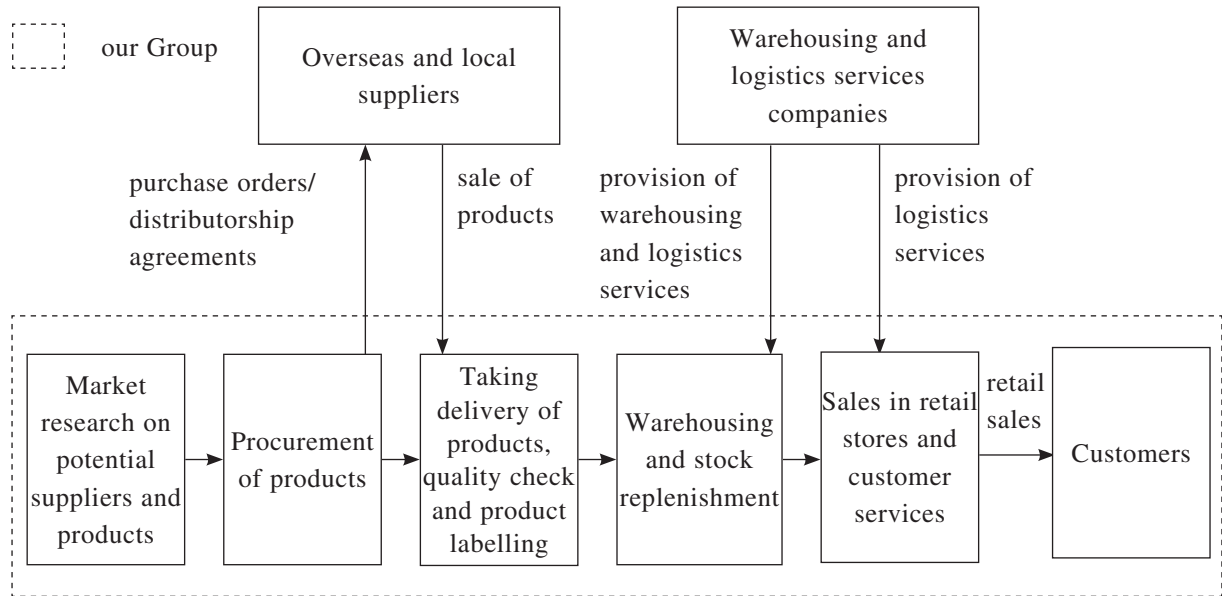 our Group
Overseas and local
suppliers
Warehousing and
logistics services
companies
purchase orders/
distributorship
agreements
sale of
products
provision of
warehousing
and logistics
services
provision of
logistics
services
Market
research on
potential
suppliers and
products
Procurement
of products
Taking
delivery of
products,
quality check
and product
labelling
Warehousing
and stock
replenishment
Sales in retail
stores and
customer
services
retail
sales
Customers